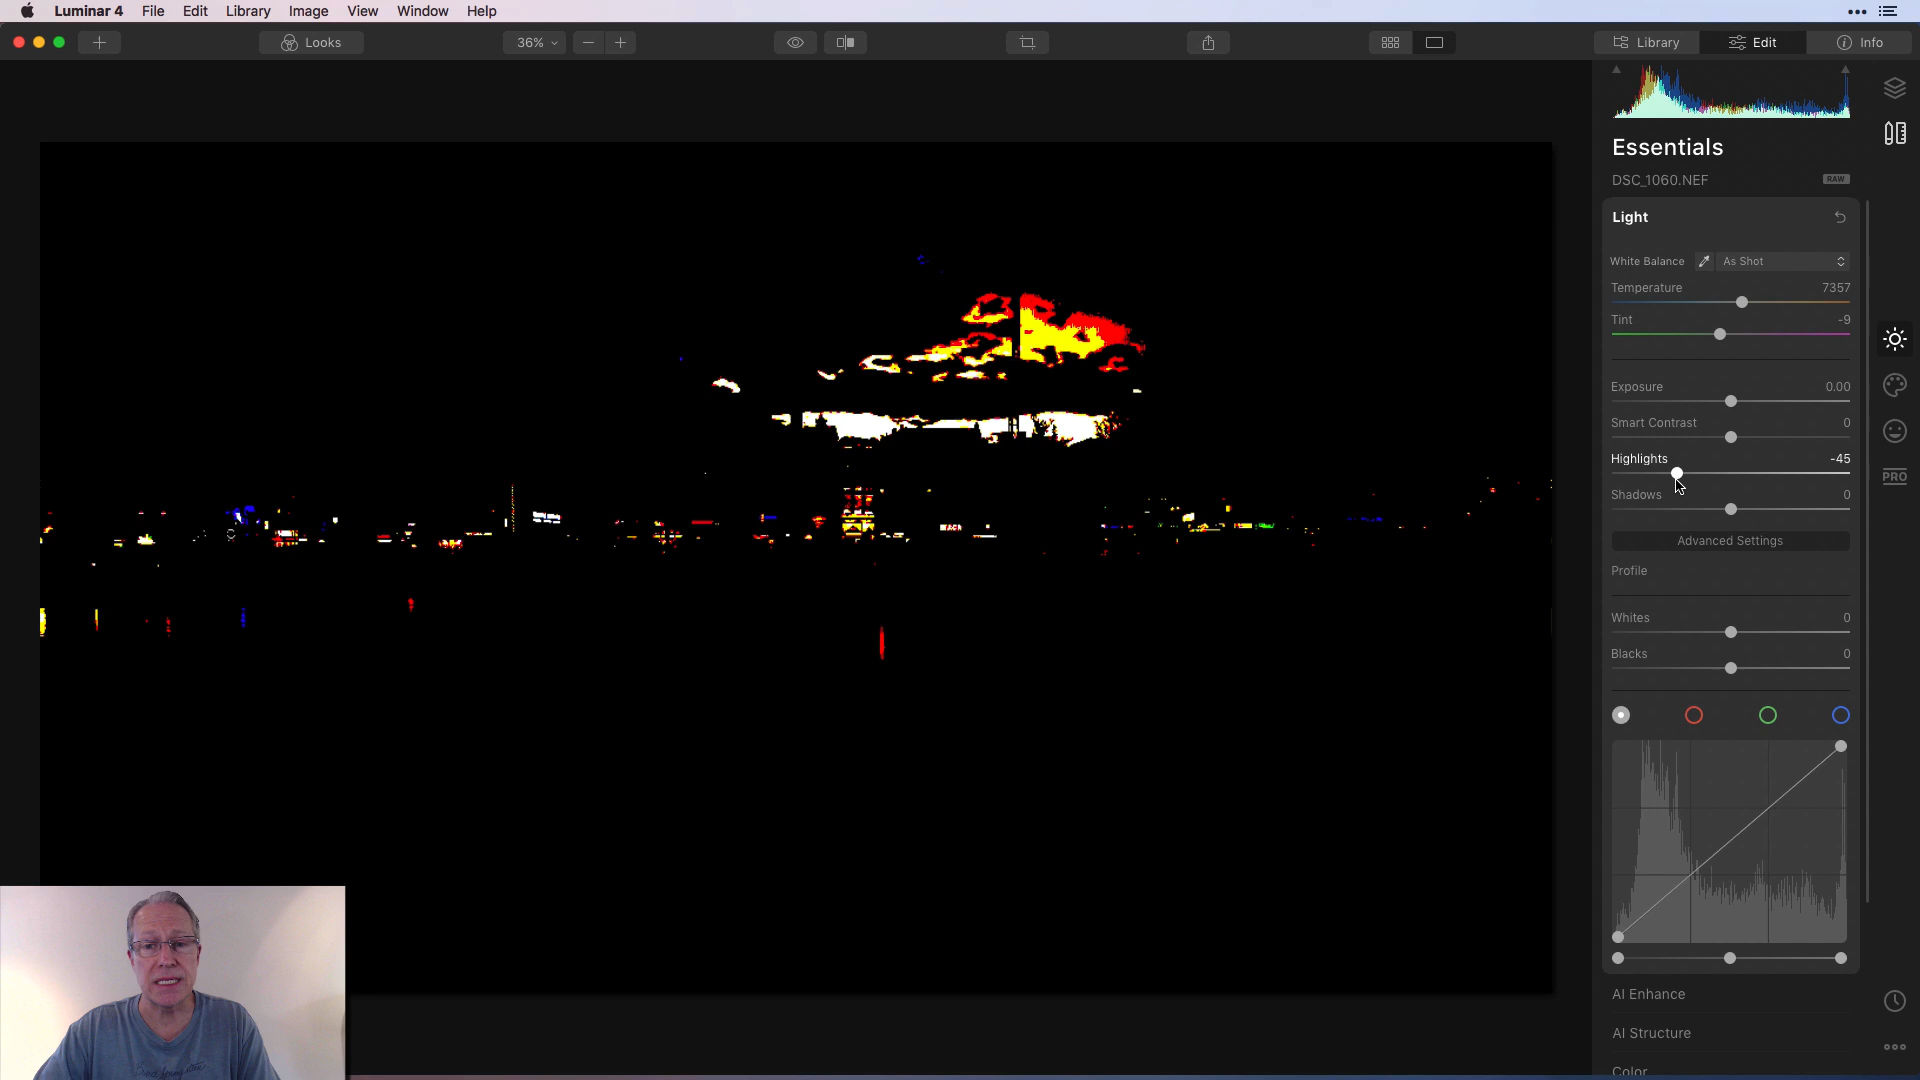 Luminar 4 File Edit Library Image View Window Help
Looks 36% Library Edit Info
Essentials
DSC_1060.NEF RAW
Light
White Balance As Shot
Temperature 7357
Tint -9
Exposure 0.00
Smart Contrast 0
Highlights -45
Shadows 0
Advanced Settings
Profile
Whites 0
Blacks 0
AI Enhance
AI Structure
Color
PRO